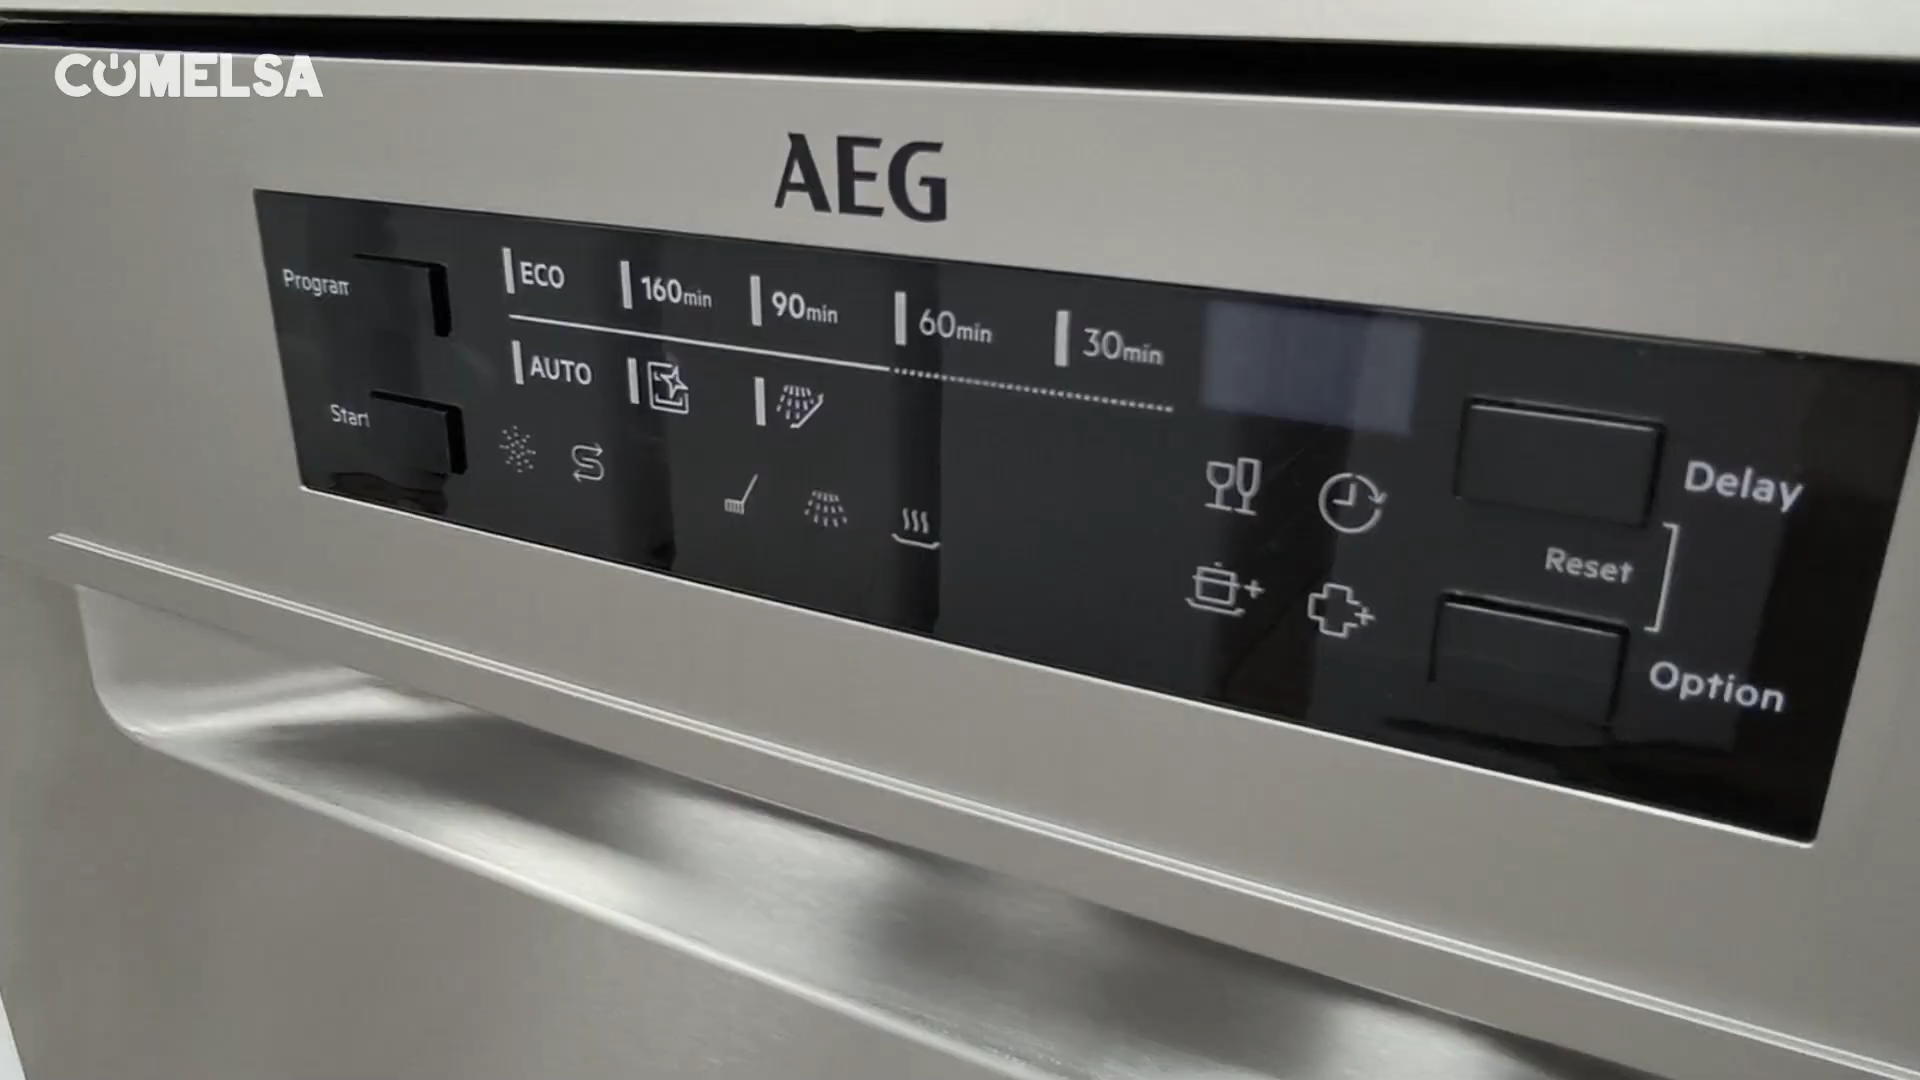 COMELSA
AEG
Program
ECO
160min
90min
60min
30min
AUTO
Start
Delay
Reset
Option